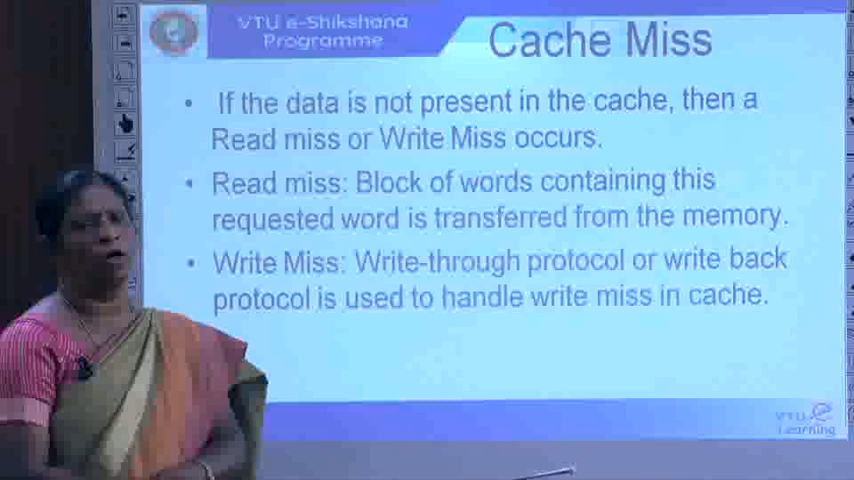 VTU e-Shikshana
Programme
Cache Miss
• If the data is not present in the cache, then a
Read miss or Write Miss occurs.
• Read miss: Block of words containing this
requested word is transferred from the memory.
• Write Miss: Write-through protocol or write back
protocol is used to handle write miss in cache.
VTU e
Learning